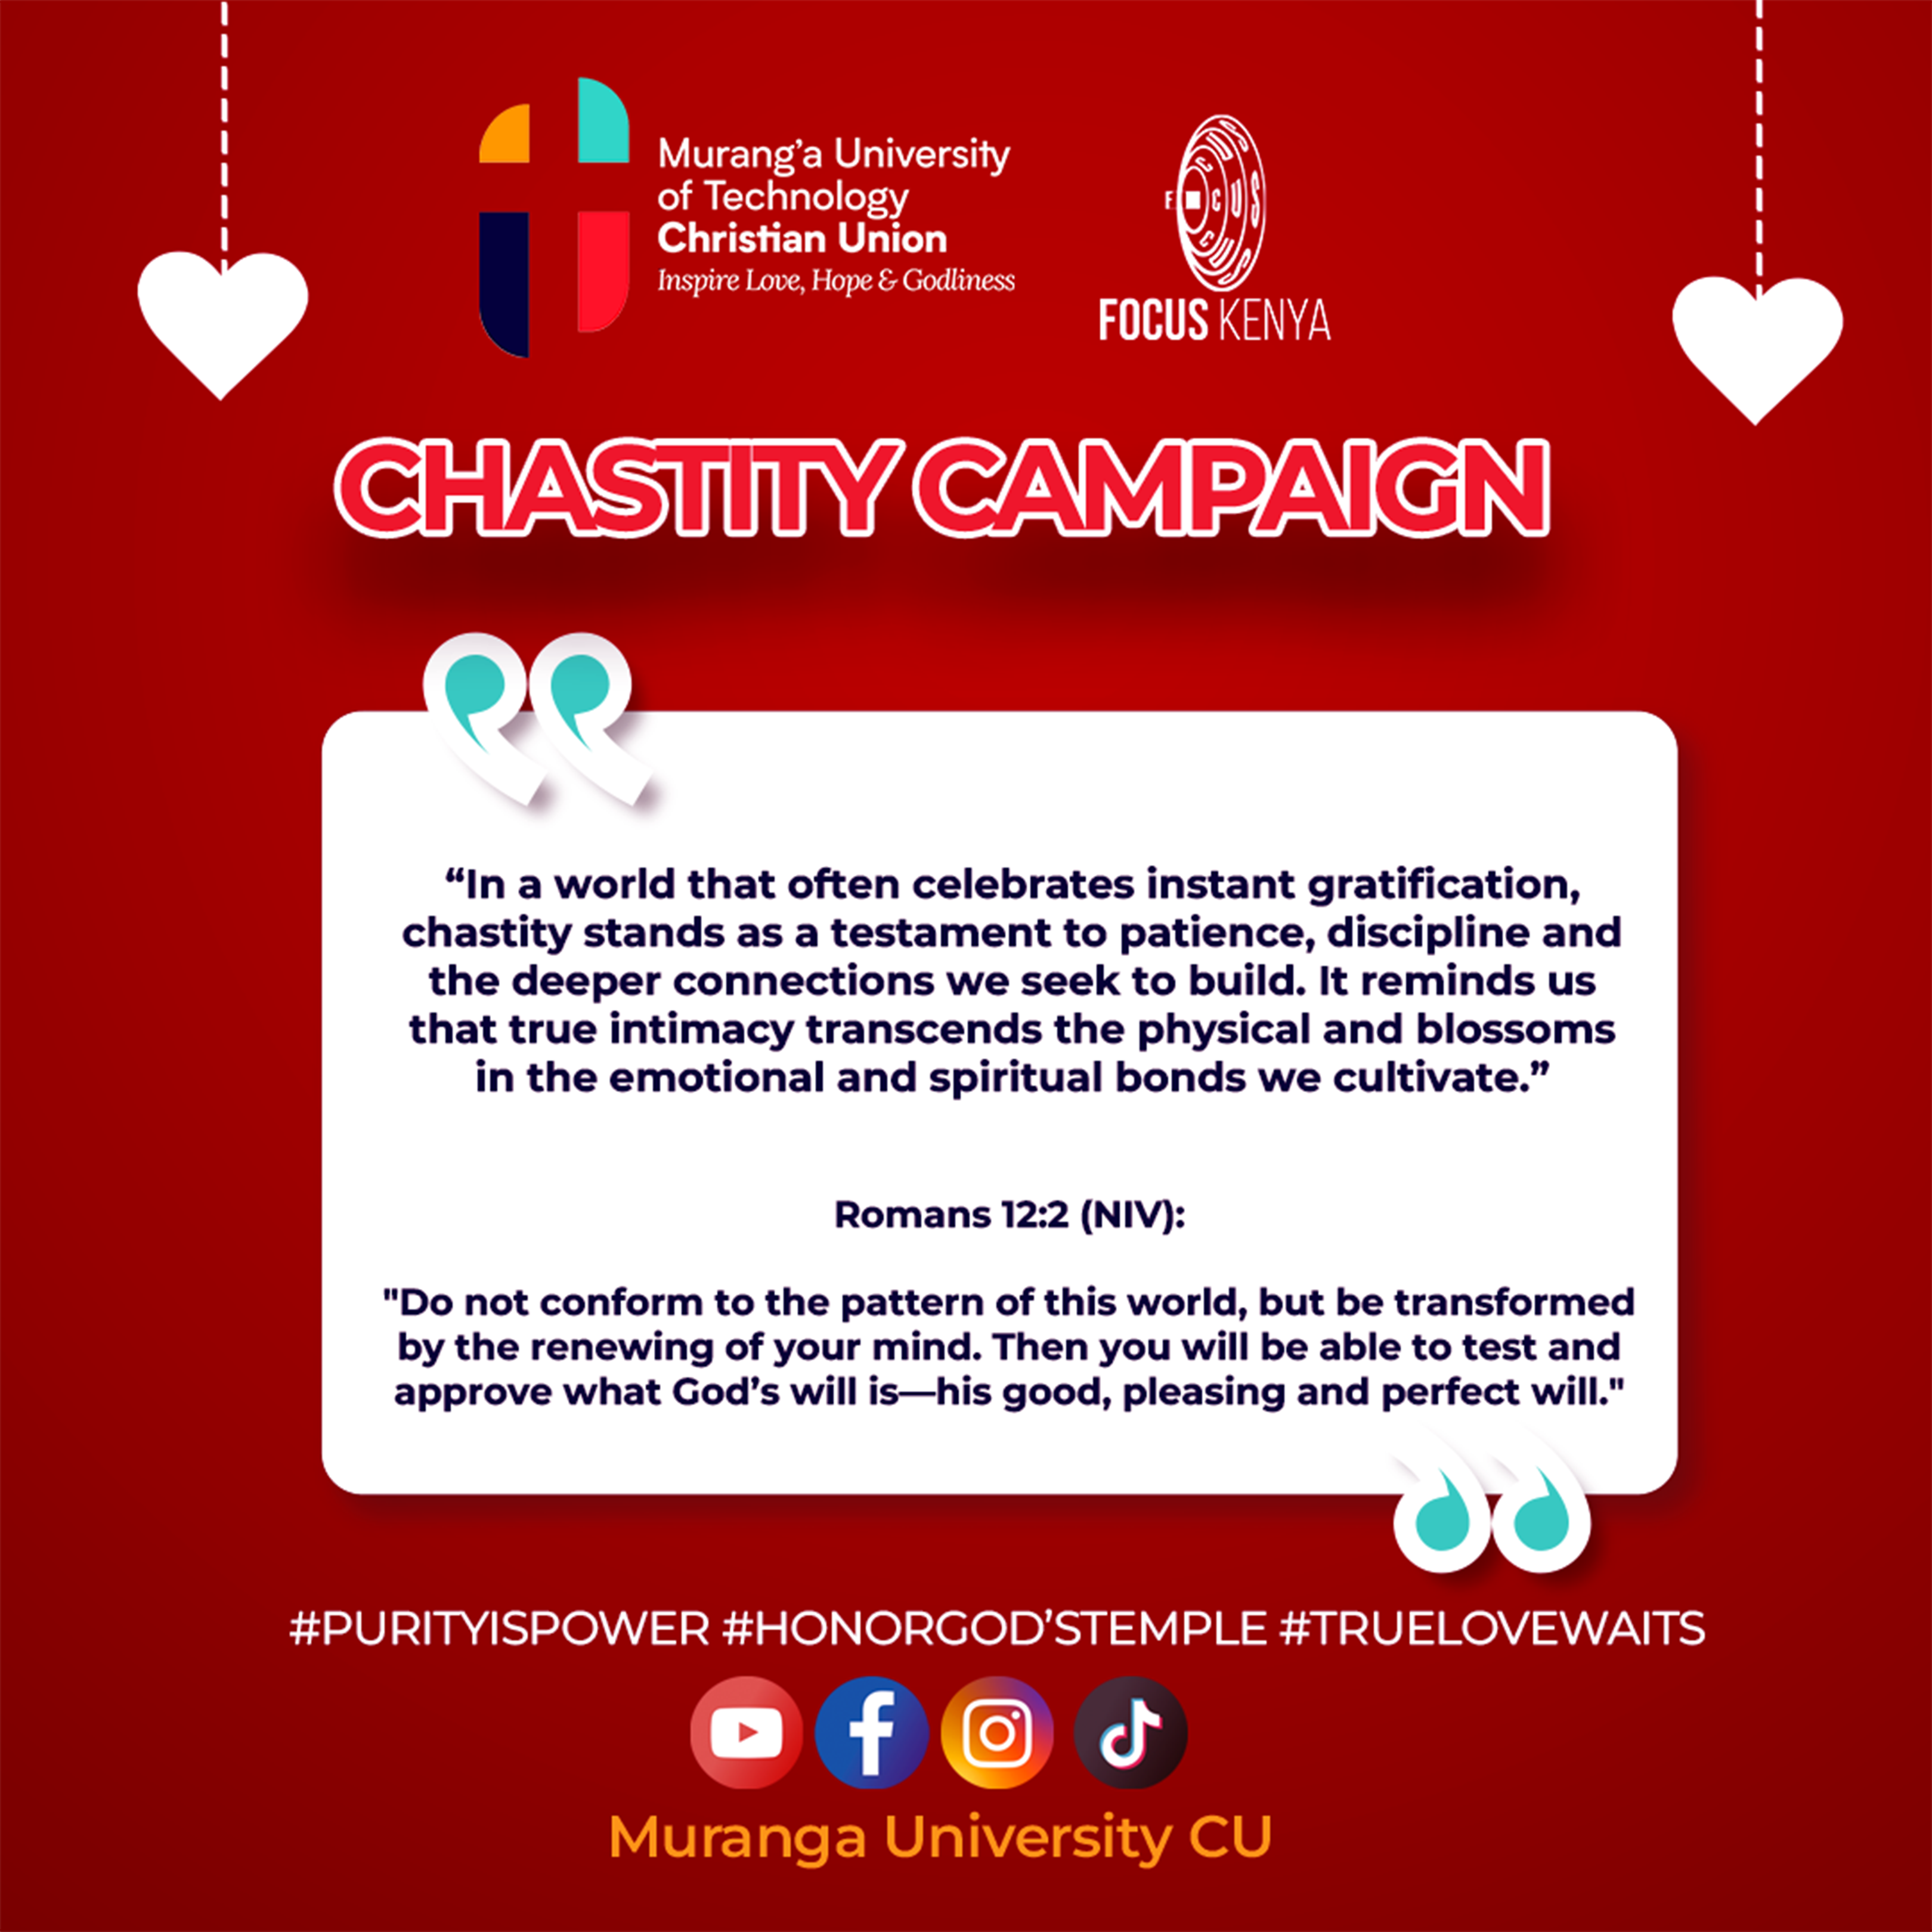 Murang'a University
of Technology
Christian Union
Inspire Love, Hope & Godliness
FOCUS KENYA
CHASTITY CAMPAIGN
“In a world that often celebrates instant gratification,
chastity stands as a testament to patience, discipline and
the deeper connections we seek to build. It reminds us
that true intimacy transcends the physical and blossoms
in the emotional and spiritual bonds we cultivate.”
Romans 12:2 (NIV):
"Do not conform to the pattern of this world, but be transformed
by the renewing of your mind. Then you will be able to test and
approve what God’s will is—his good, pleasing and perfect will."
#PURITYISPOWER #HONORGOD’STEMPLE #TRUELOVEWAITS
Muranga University CU